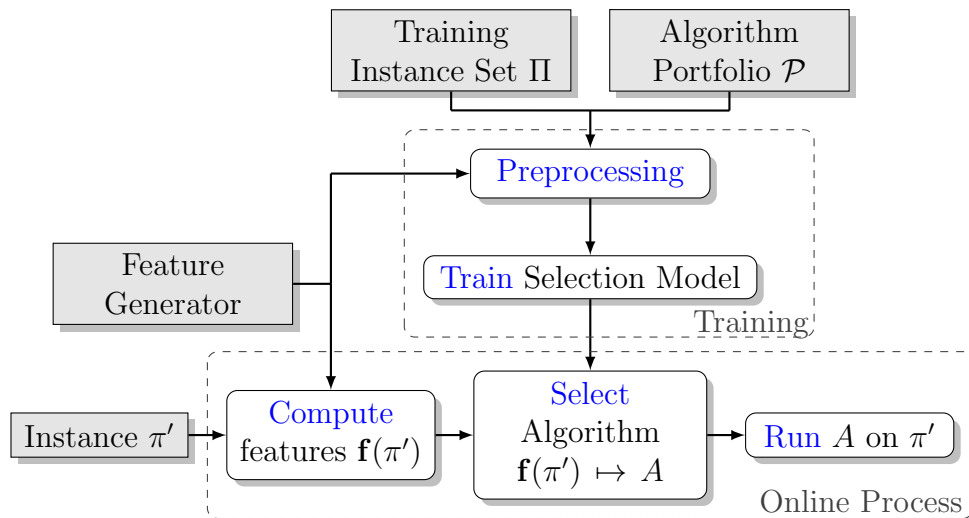 Training
Instance Set Π
Algorithm
Portfolio 𝒫
Preprocessing
Feature
Generator
Train Selection Model
Training
Instance π′
Compute
features f(π′)
Select
Algorithm
f(π′) ↦ A
Run A on π′
Online Process